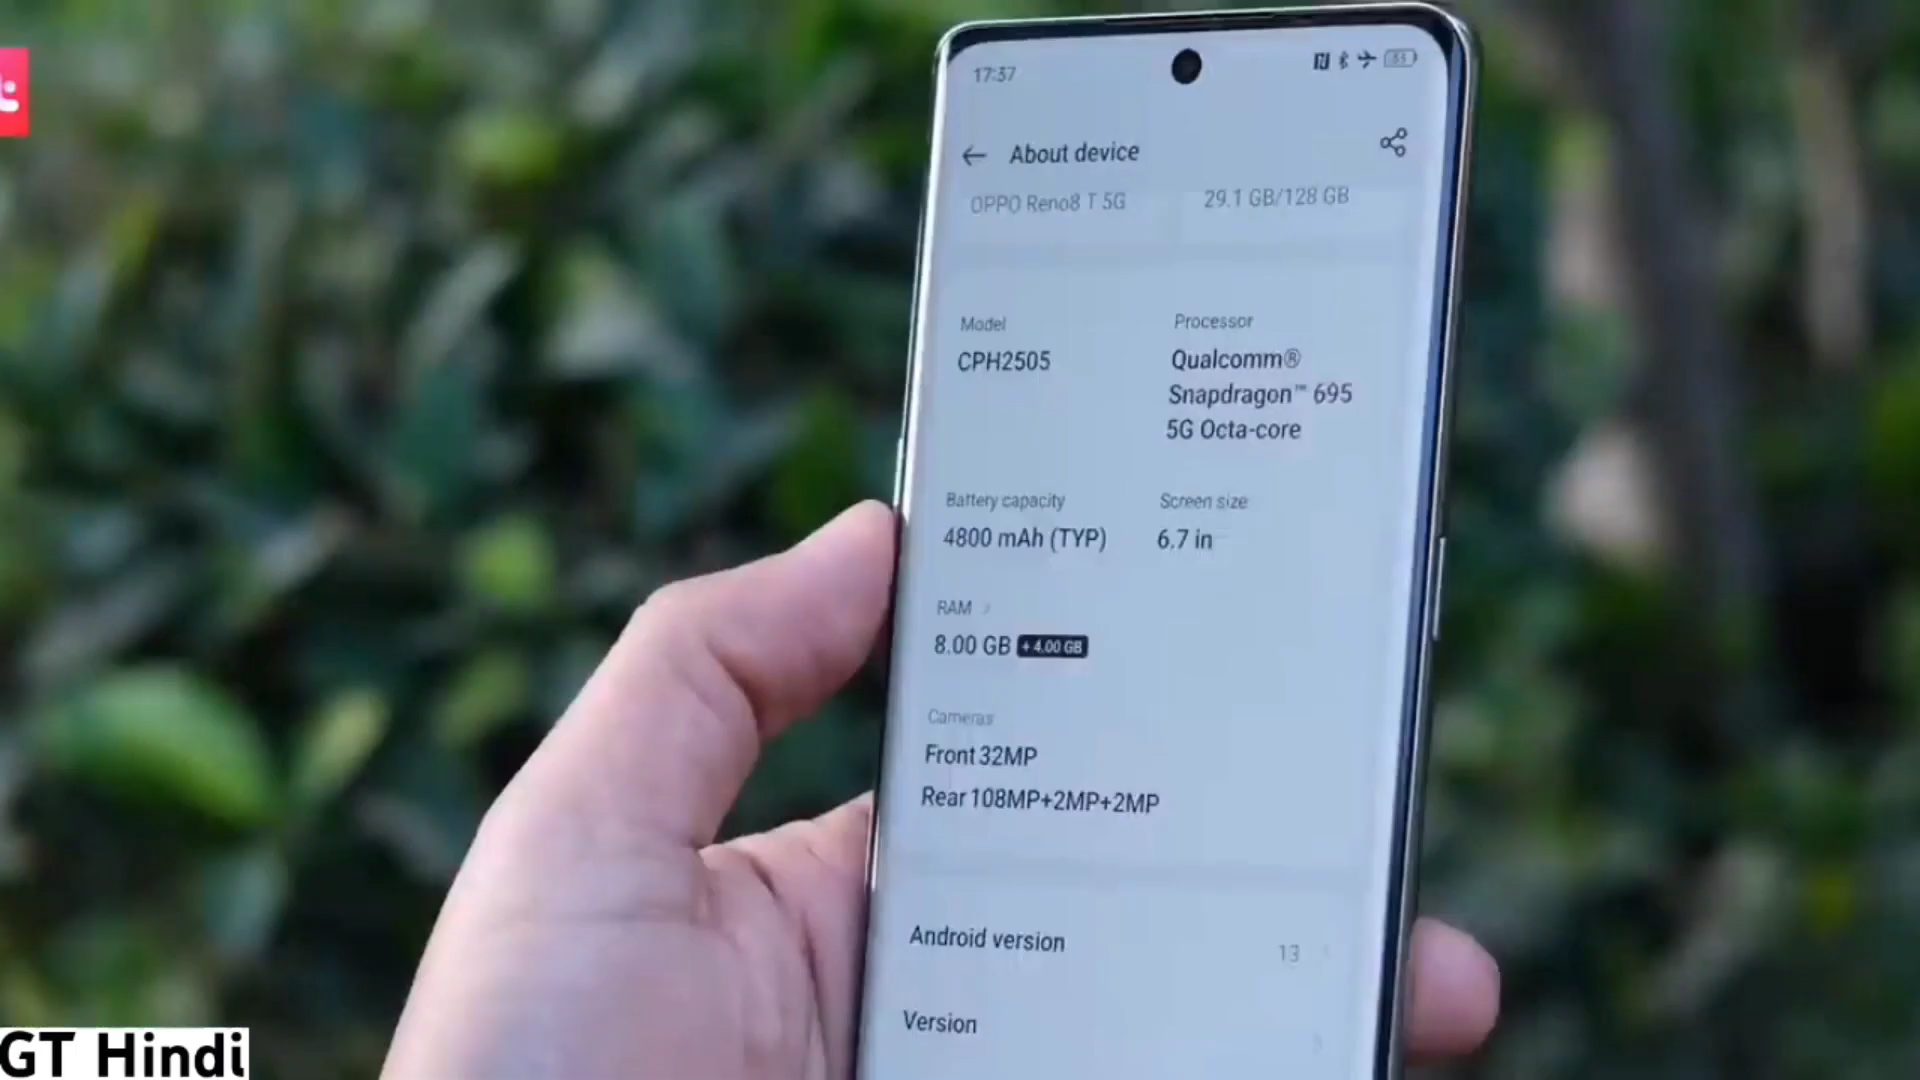 17:37
55
About device
OPPO Reno8 T 5G
29.1 GB/128 GB
Model
CPH2505
Processor
Qualcomm®
Snapdragon™ 695
5G Octa-core
Battery capacity
4800 mAh (TYP)
Screen size
6.7 in
RAM
8.00 GB +4.00 GB
Cameras
Front 32MP
Rear 108MP+2MP+2MP
Android version
13
Version
GT Hindi